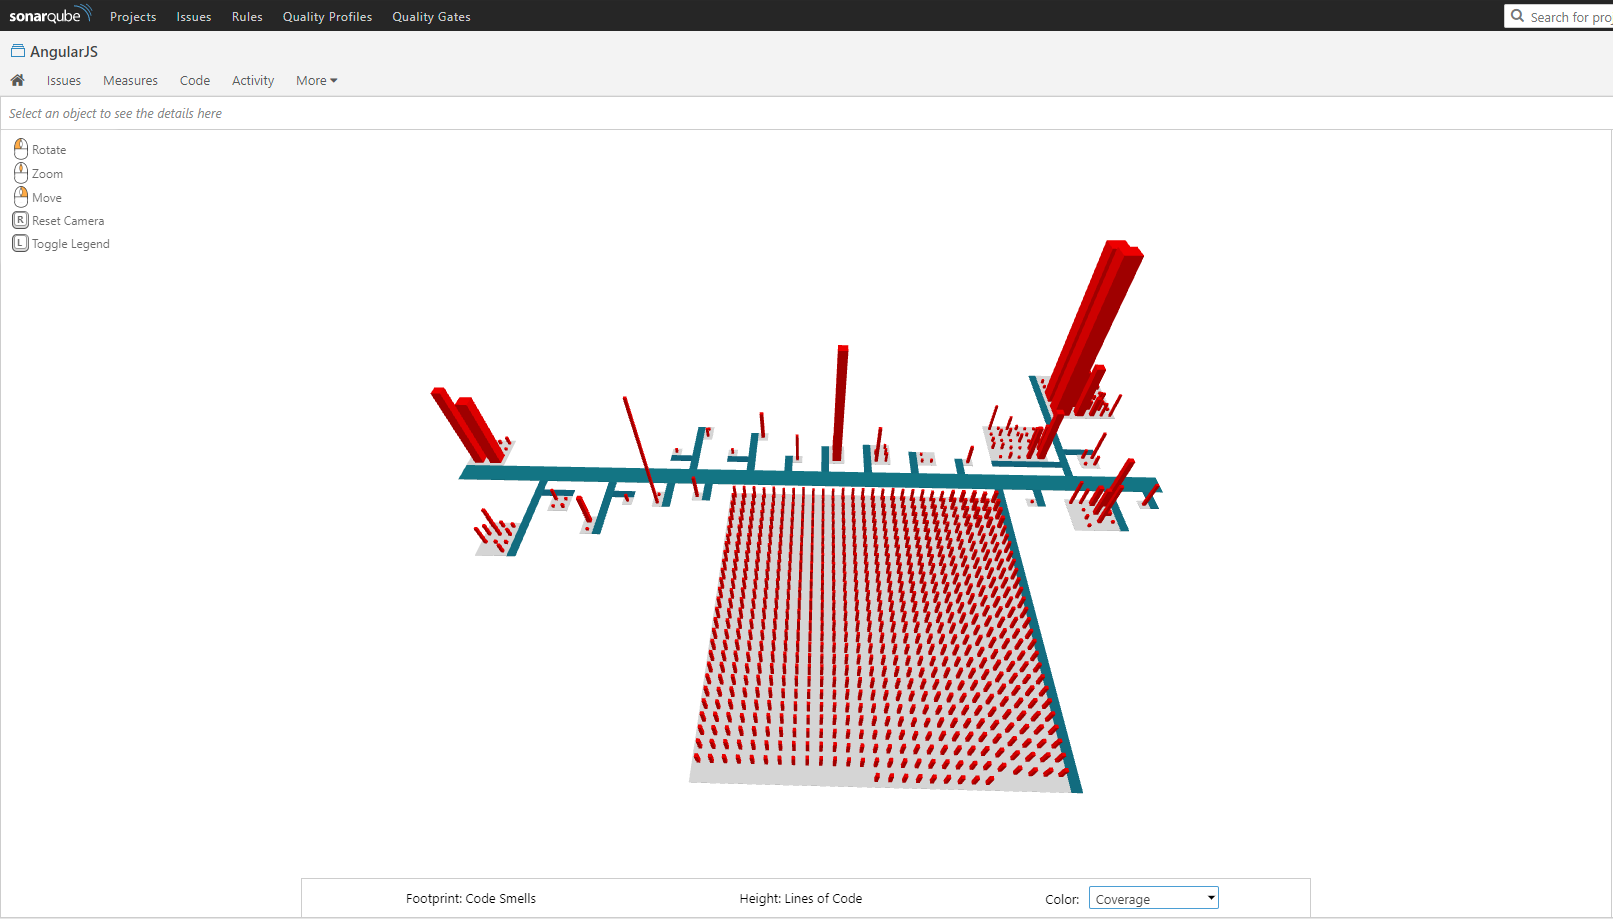 sonarqube Projects Issues Rules Quality Profiles Quality Gates Search for proj
AngularJS
Issues Measures Code Activity More
Select an object to see the details here
Rotate
Zoom
Move
R Reset Camera
L Toggle Legend
Footprint: Code Smells Height: Lines of Code Color: Coverage